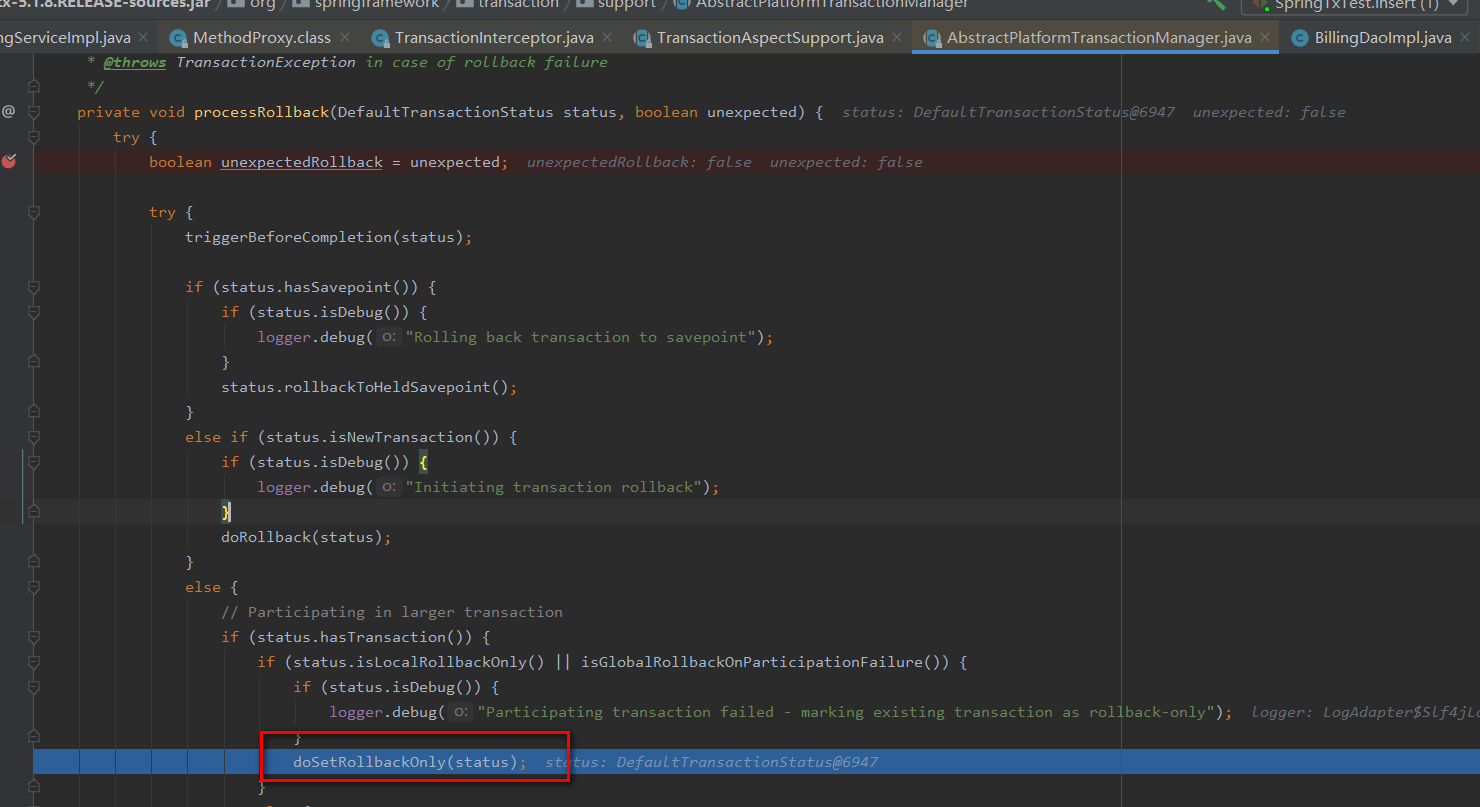 tx-5.1.8.RELEASE-sources.jar / org / springframework / transaction / support / AbstractPlatformTransactionManager SpringTxTest.insert (1)
ngServiceImpl.java × MethodProxy.class × TransactionInterceptor.java × TransactionAspectSupport.java × AbstractPlatformTransactionManager.java × BillingDaoImpl.java ×
* @throws TransactionException in case of rollback failure
*/
@ private void processRollback(DefaultTransactionStatus status, boolean unexpected) { status: DefaultTransactionStatus@6947 unexpected: false
try {
boolean unexpectedRollback = unexpected; unexpectedRollback: false unexpected: false
try {
triggerBeforeCompletion(status);
if (status.hasSavepoint()) {
if (status.isDebug()) {
logger.debug( o: "Rolling back transaction to savepoint");
}
status.rollbackToHeldSavepoint();
}
else if (status.isNewTransaction()) {
if (status.isDebug()) {
logger.debug( o: "Initiating transaction rollback");
}
doRollback(status);
}
else {
// Participating in larger transaction
if (status.hasTransaction()) {
if (status.isLocalRollbackOnly() || isGlobalRollbackOnParticipationFailure()) {
if (status.isDebug()) {
logger.debug( o: "Participating transaction failed - marking existing transaction as rollback-only"); logger: LogAdapter$Slf4jLo
}
doSetRollbackOnly(status); status: DefaultTransactionStatus@6947
}